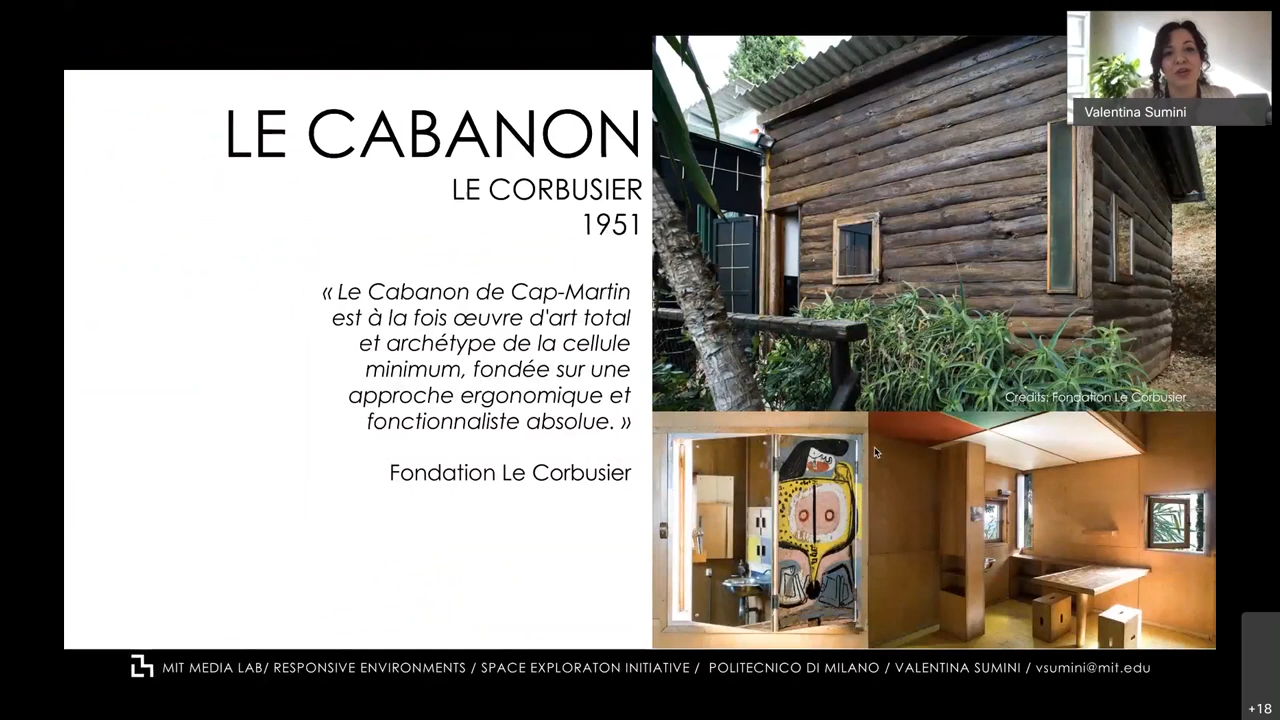 LE CABANON
LE CORBUSIER
1951
« Le Cabanon de Cap-Martin
est à la fois œuvre d'art total
et archétype de la cellule
minimum, fondée sur une
approche ergonomique et
fonctionnaliste absolue. »
Fondation Le Corbusier
Valentina Sumini
Credits: Fondation Le Corbusier
MIT MEDIA LAB/ RESPONSIVE ENVIRONMENTS / SPACE EXPLORATON INITIATIVE / POLITECNICO DI MILANO / VALENTINA SUMINI / vsumini@mit.edu
+18